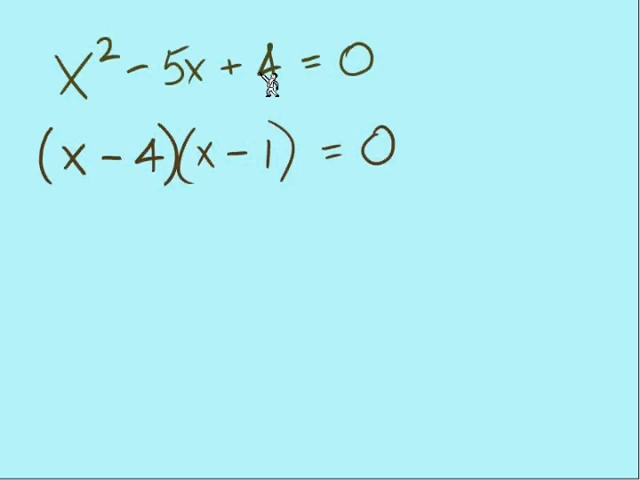 x² - 5x + 4 = 0
(x - 4)(x - 1) = 0